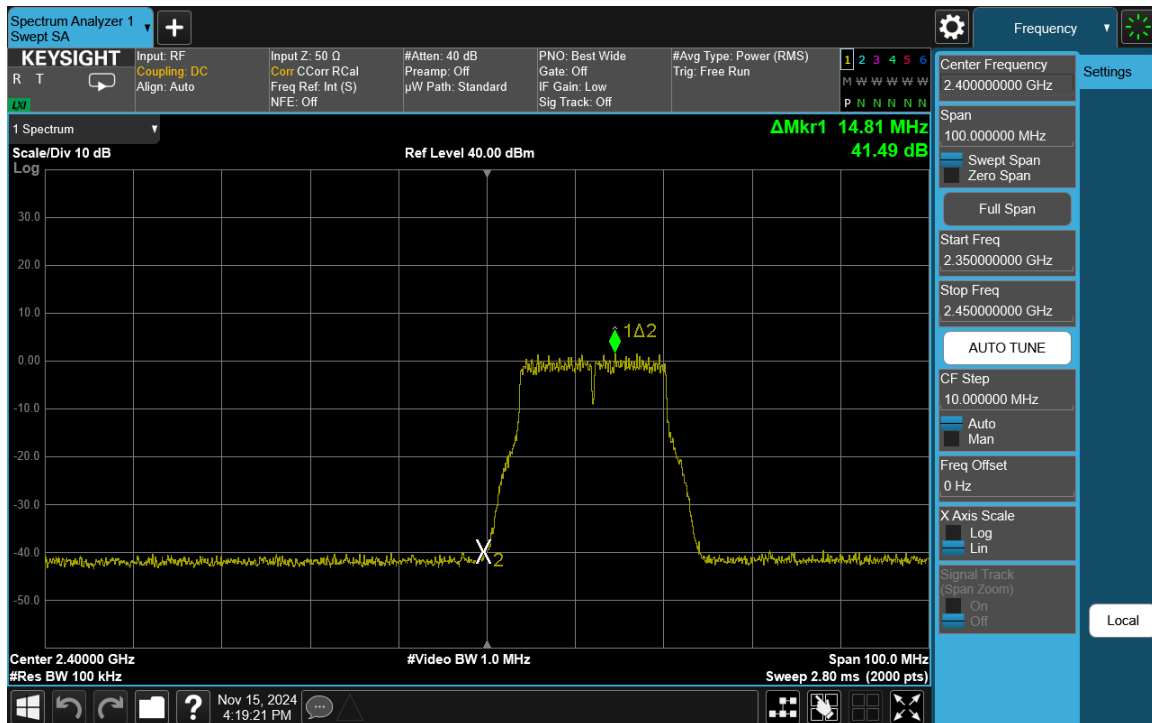 Spectrum Analyzer 1
Swept SA
Frequency
KEYSIGHT
R T
LXI
Input: RF
Coupling: DC
Align: Auto
Input Z: 50 Ω
Corr CCorr RCal
Freq Ref: Int (S)
NFE: Off
#Atten: 40 dB
Preamp: Off
µW Path: Standard
PNO: Best Wide
Gate: Off
IF Gain: Low
Sig Track: Off
#Avg Type: Power (RMS)
Trig: Free Run
1 2 3 4 5 6
M W W W W W
P N N N N N
1 Spectrum
Scale/Div 10 dB
Log
Ref Level 40.00 dBm
ΔMkr1 14.81 MHz
41.49 dB
30.0
20.0
10.0
0.00
-10.0
-20.0
-30.0
-40.0
-50.0
1Δ2
X2
Center 2.40000 GHz
#Res BW 100 kHz
#Video BW 1.0 MHz
Span 100.0 MHz
Sweep 2.80 ms (2000 pts)
Center Frequency
2.400000000 GHz
Settings
Span
100.000000 MHz
Swept Span
Zero Span
Full Span
Start Freq
2.350000000 GHz
Stop Freq
2.450000000 GHz
AUTO TUNE
CF Step
10.000000 MHz
Auto
Man
Freq Offset
0 Hz
X Axis Scale
Log
Lin
Signal Track
(Span Zoom)
On
Off
Local
?
Nov 15, 2024
4:19:21 PM